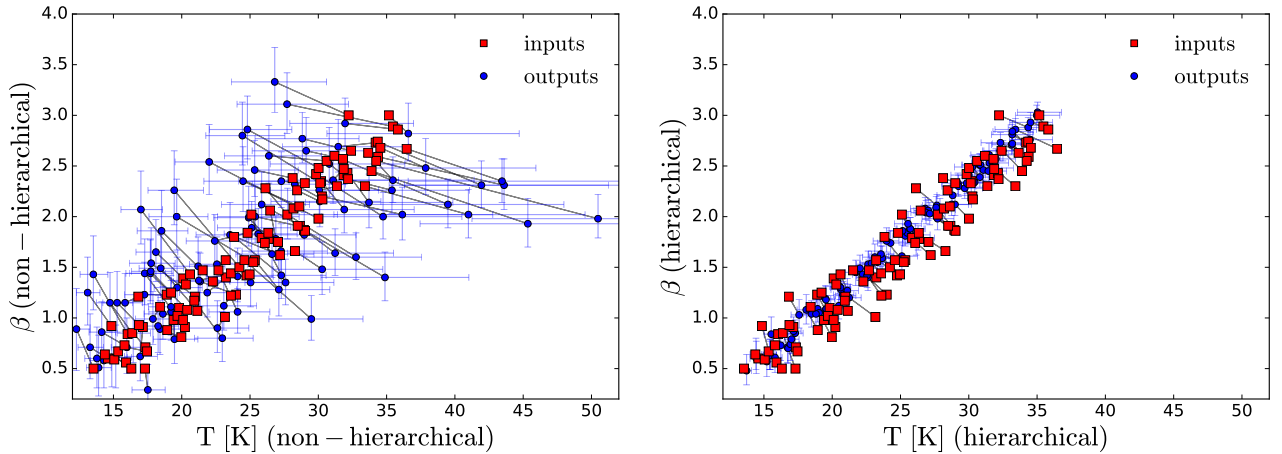 4.0
3.5
3.0
2.5
2.0
1.5
1.0
0.5
β (non − hierarchical)
inputs
outputs
15 20 25 30 35 40 45 50
T [K] (non − hierarchical)
4.0
3.5
3.0
2.5
2.0
1.5
1.0
0.5
β (hierarchical)
inputs
outputs
15 20 25 30 35 40 45 50
T [K] (hierarchical)